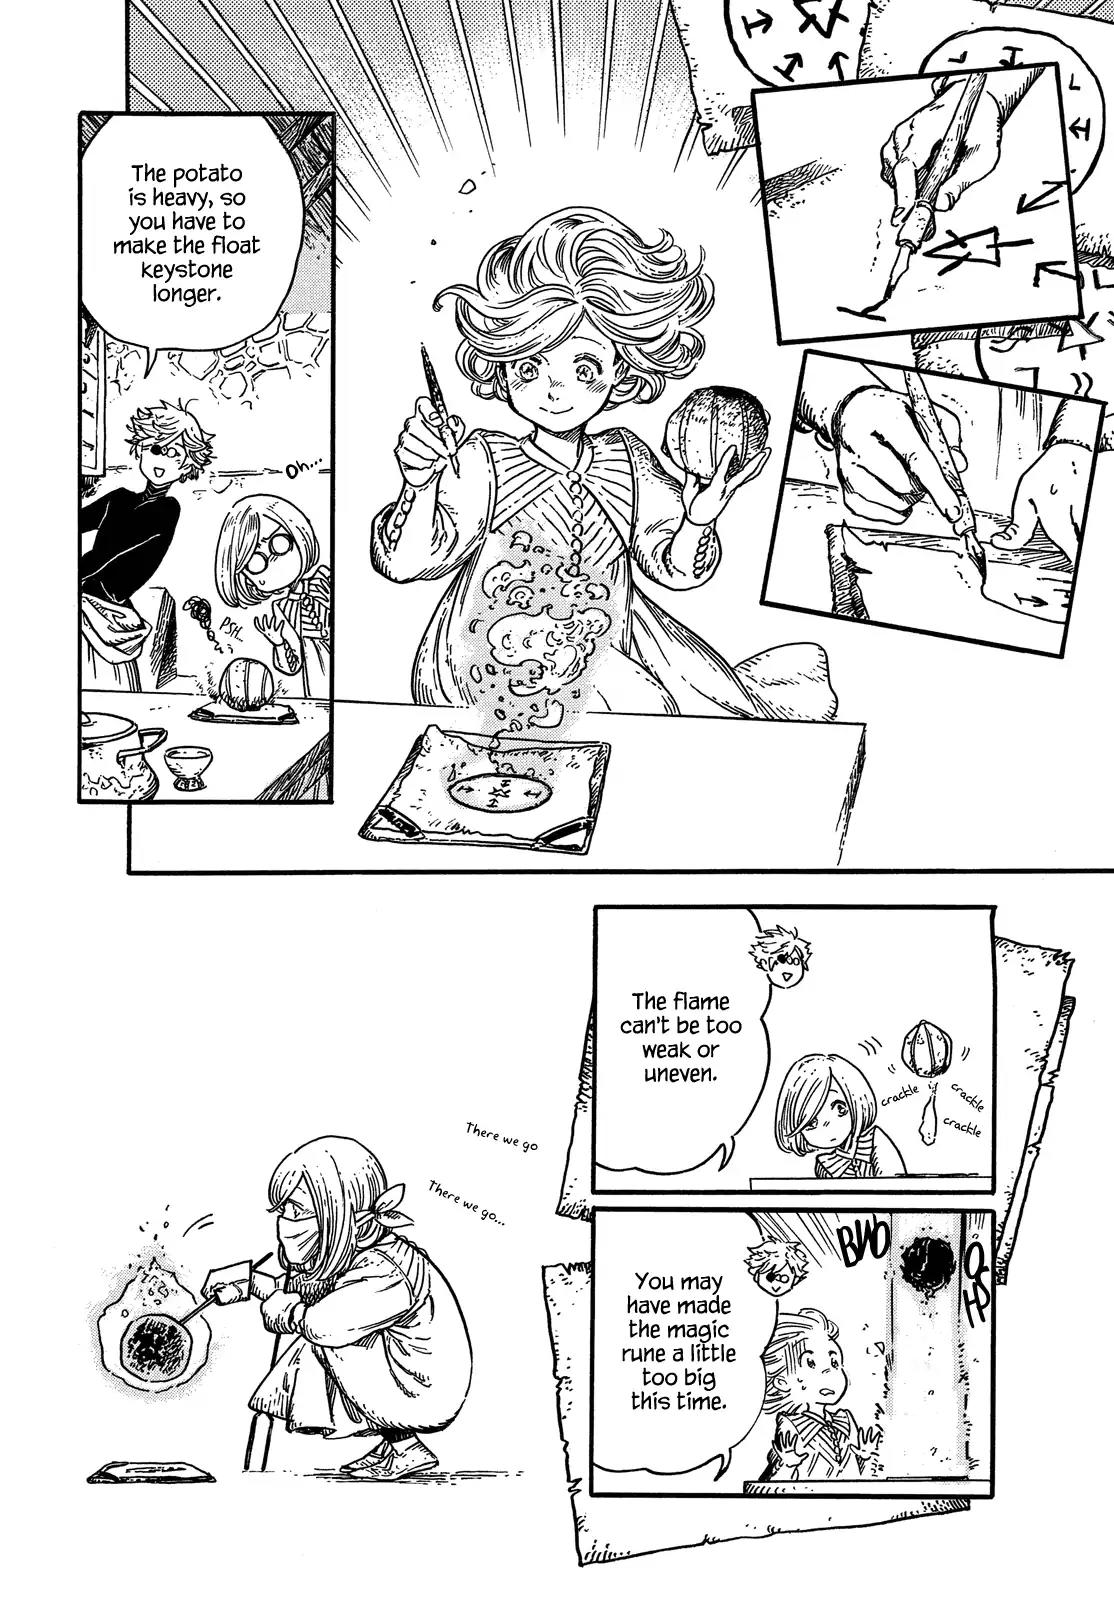 The potato
is heavy, so
you have to
make the float
keystone
longer.
Oh...
PSH...
The flame
can't be too
weak or
uneven.
crackle
crackle
crackle
There we go
There we go...
You may
have made
the magic
rune a little
too big
this time.
BWO
OSH